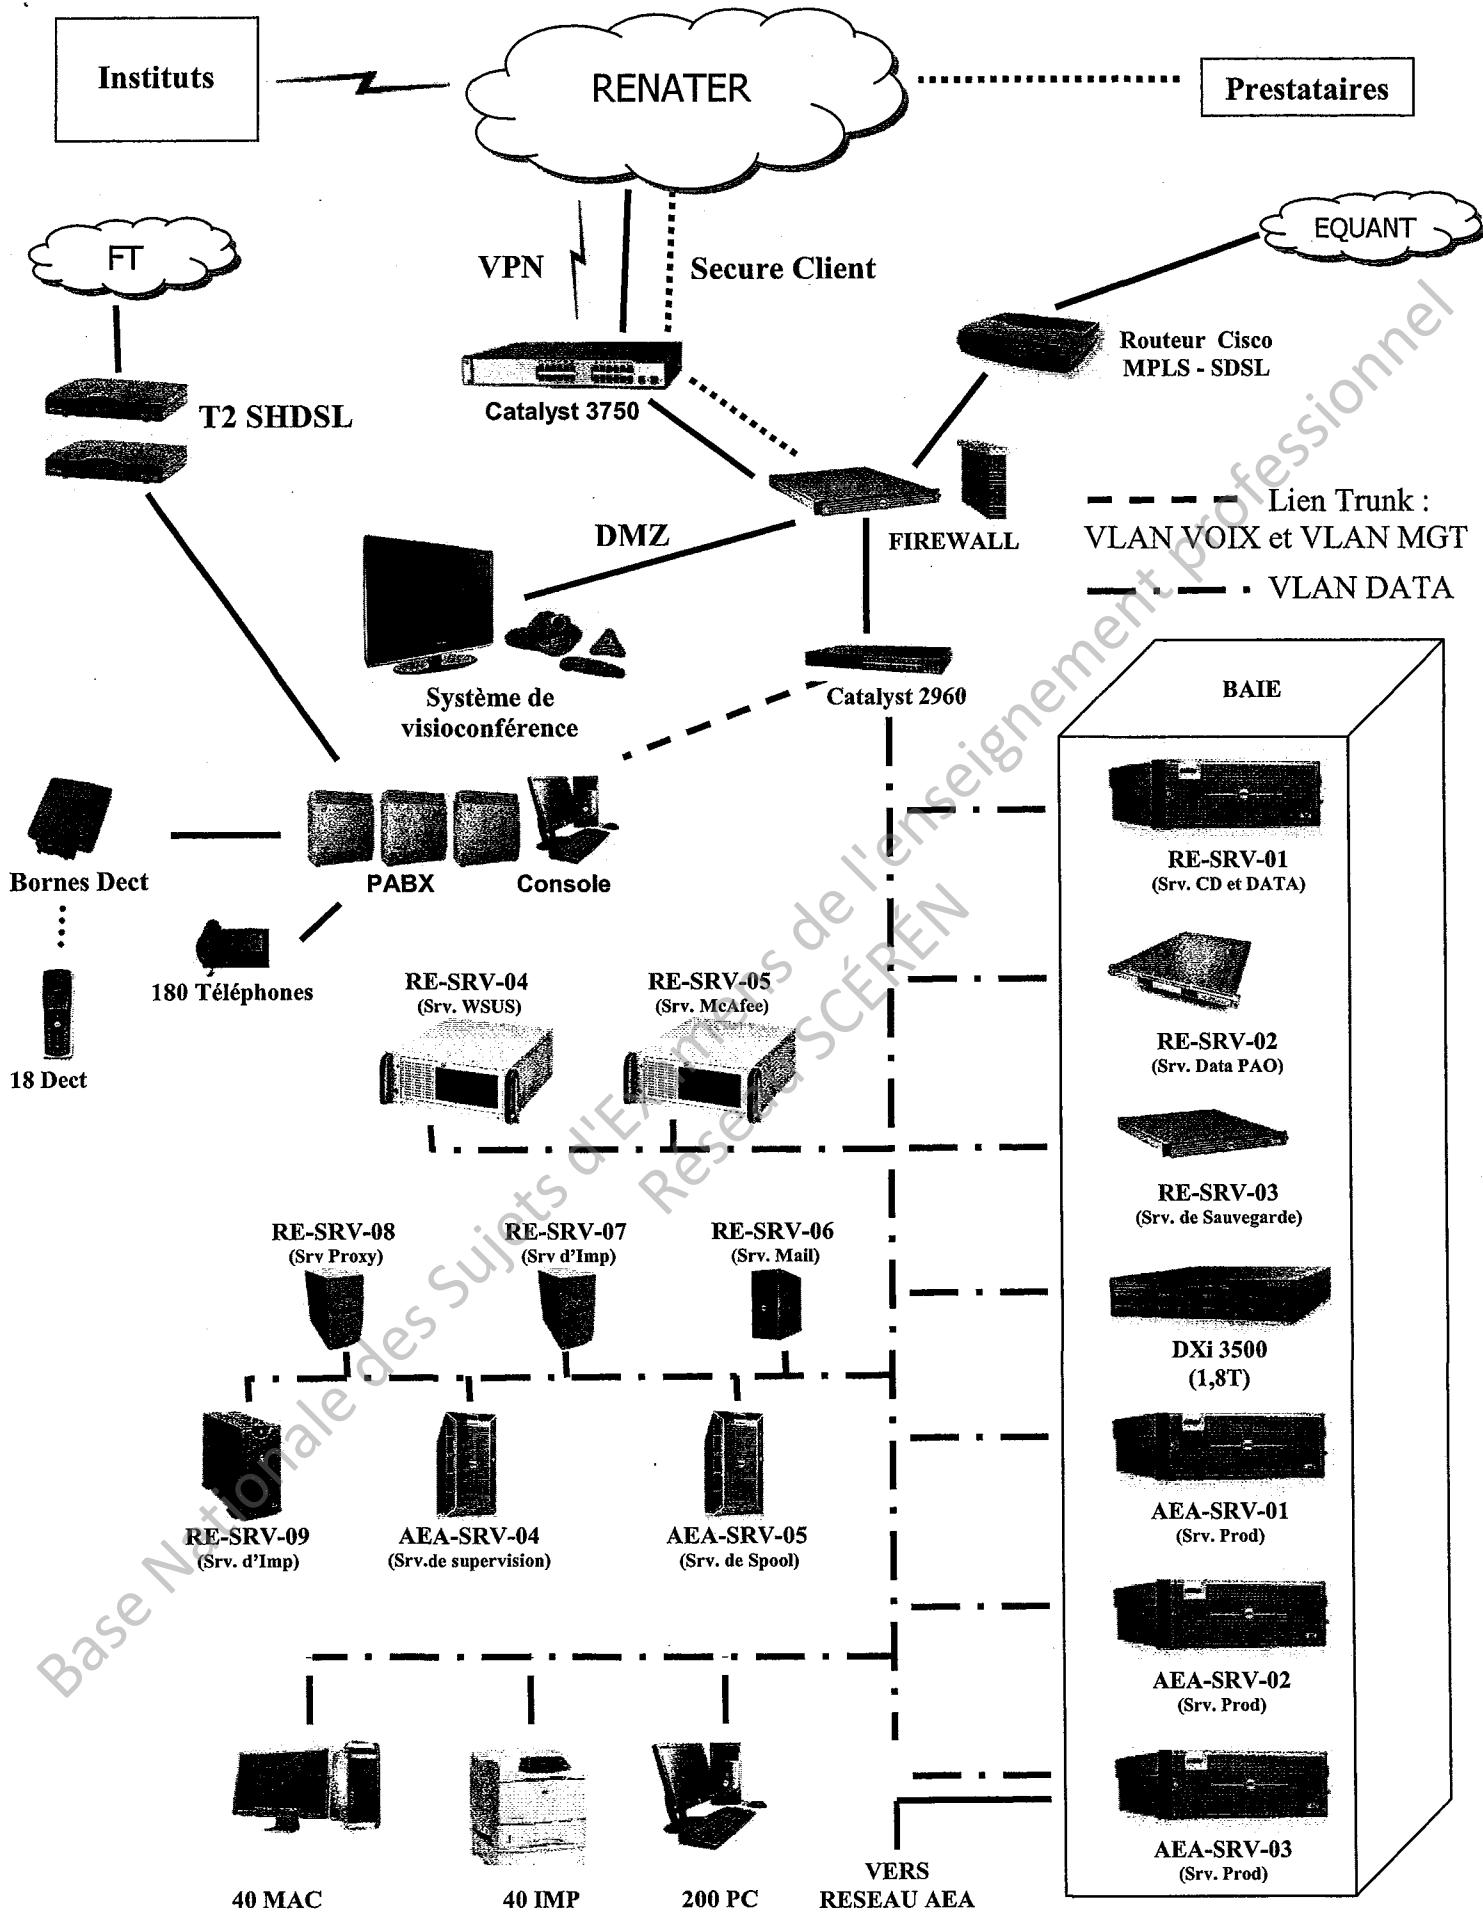 Instituts
RENATER
Prestataires
FT
VPN
Secure Client
EQUANT
Routeur Cisco
MPLS - SDSL
T2 SHDSL
Catalyst 3750
DMZ
FIREWALL
Lien Trunk :
VLAN VOIX et VLAN MGT
VLAN DATA
Système de
visioconférence
Catalyst 2960
BAIE
Bornes Dect
PABX
Console
180 Téléphones
18 Dect
RE-SRV-01
(Srv. CD et DATA)
RE-SRV-04
(Srv. WSUS)
RE-SRV-05
(Srv. McAfee)
RE-SRV-02
(Srv. Data PAO)
RE-SRV-03
(Srv. de Sauvegarde)
RE-SRV-08
(Srv Proxy)
RE-SRV-07
(Srv d'Imp)
RE-SRV-06
(Srv. Mail)
DXi 3500
(1,8T)
RE-SRV-09
(Srv. d'Imp)
AEA-SRV-04
(Srv.de supervision)
AEA-SRV-05
(Srv. de Spool)
AEA-SRV-01
(Srv. Prod)
AEA-SRV-02
(Srv. Prod)
AEA-SRV-03
(Srv. Prod)
40 MAC
40 IMP
200 PC
VERS
RESEAU AEA
Base Nationale des Sujets d'Examens de l'enseignement professionnel
Réseau SCÉRÉN